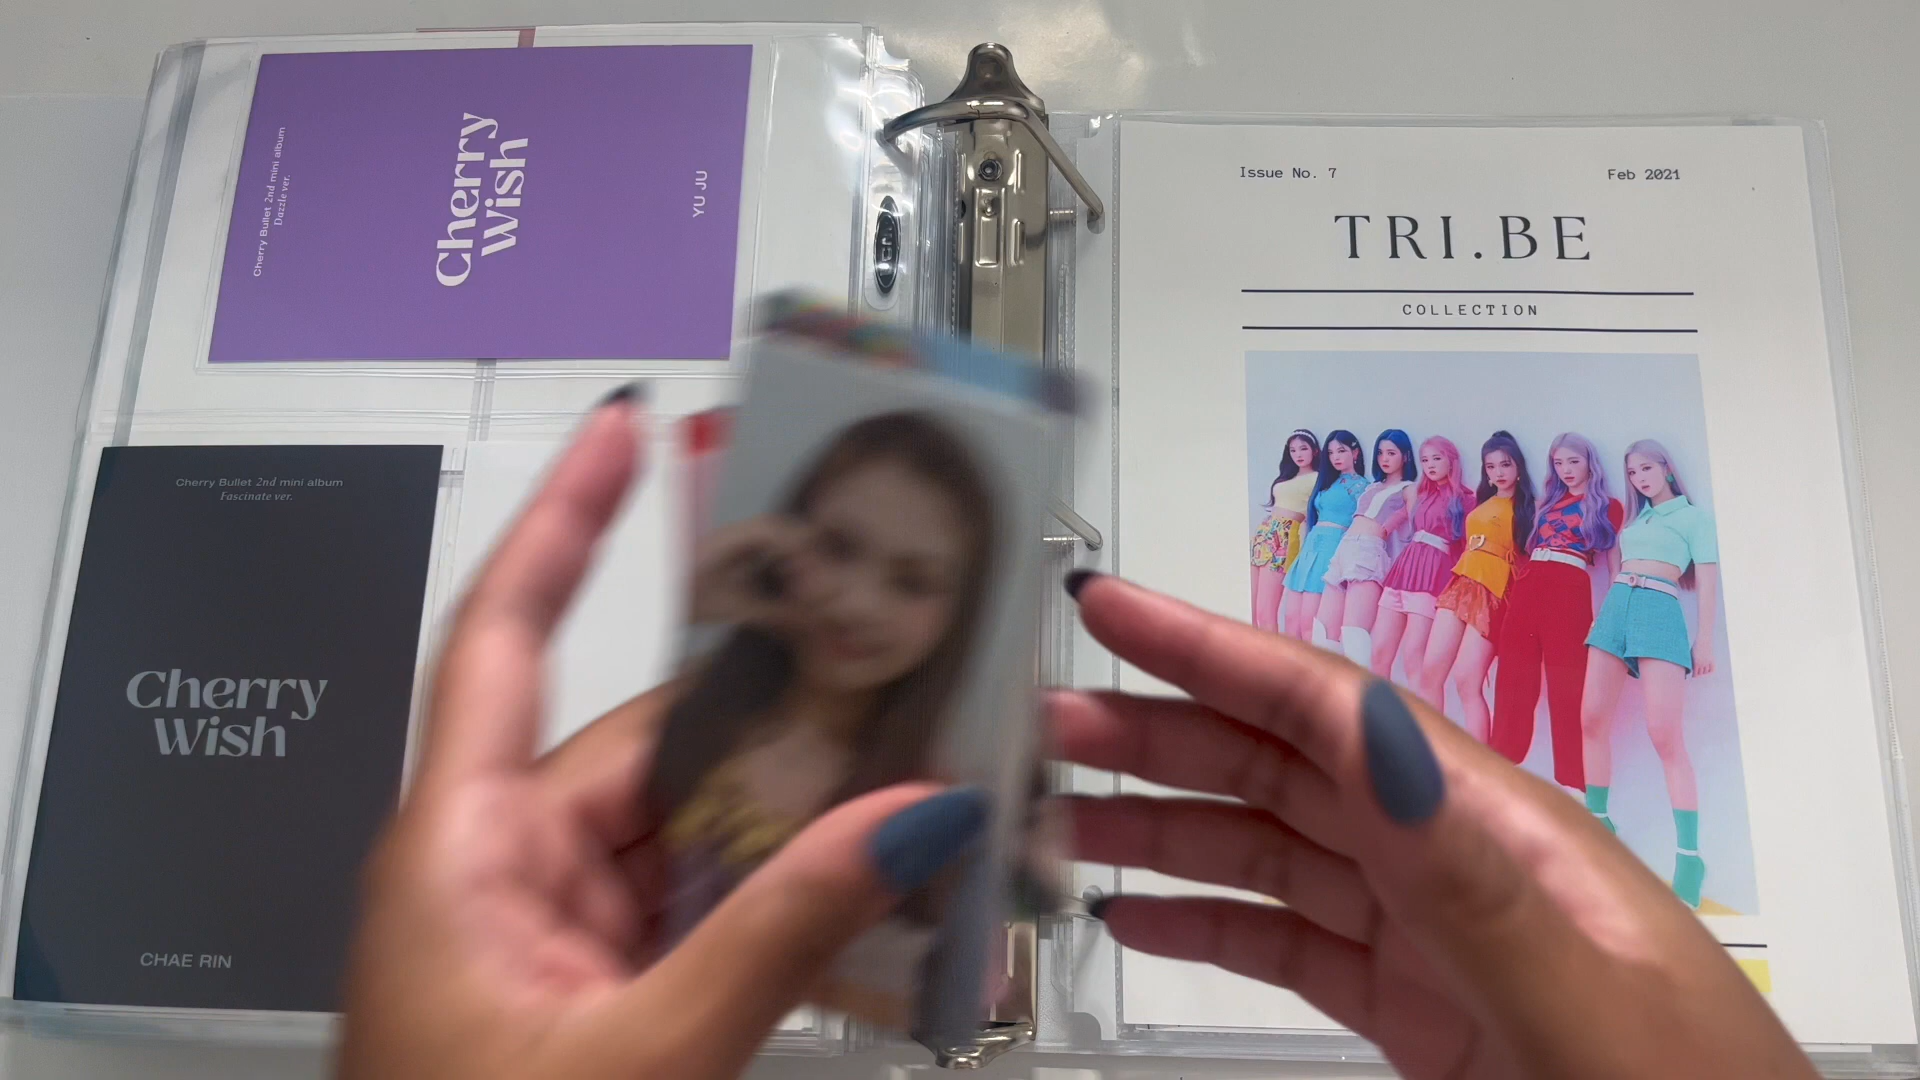 Cherry Bullet 2nd mini album
Dazzle ver.
Cherry
Wish
YU JU
Cherry Bullet 2nd mini album
Fascinate ver.
Cherry
Wish
CHAE RIN
Issue No. 7
Feb 2021
TRI.BE
COLLECTION